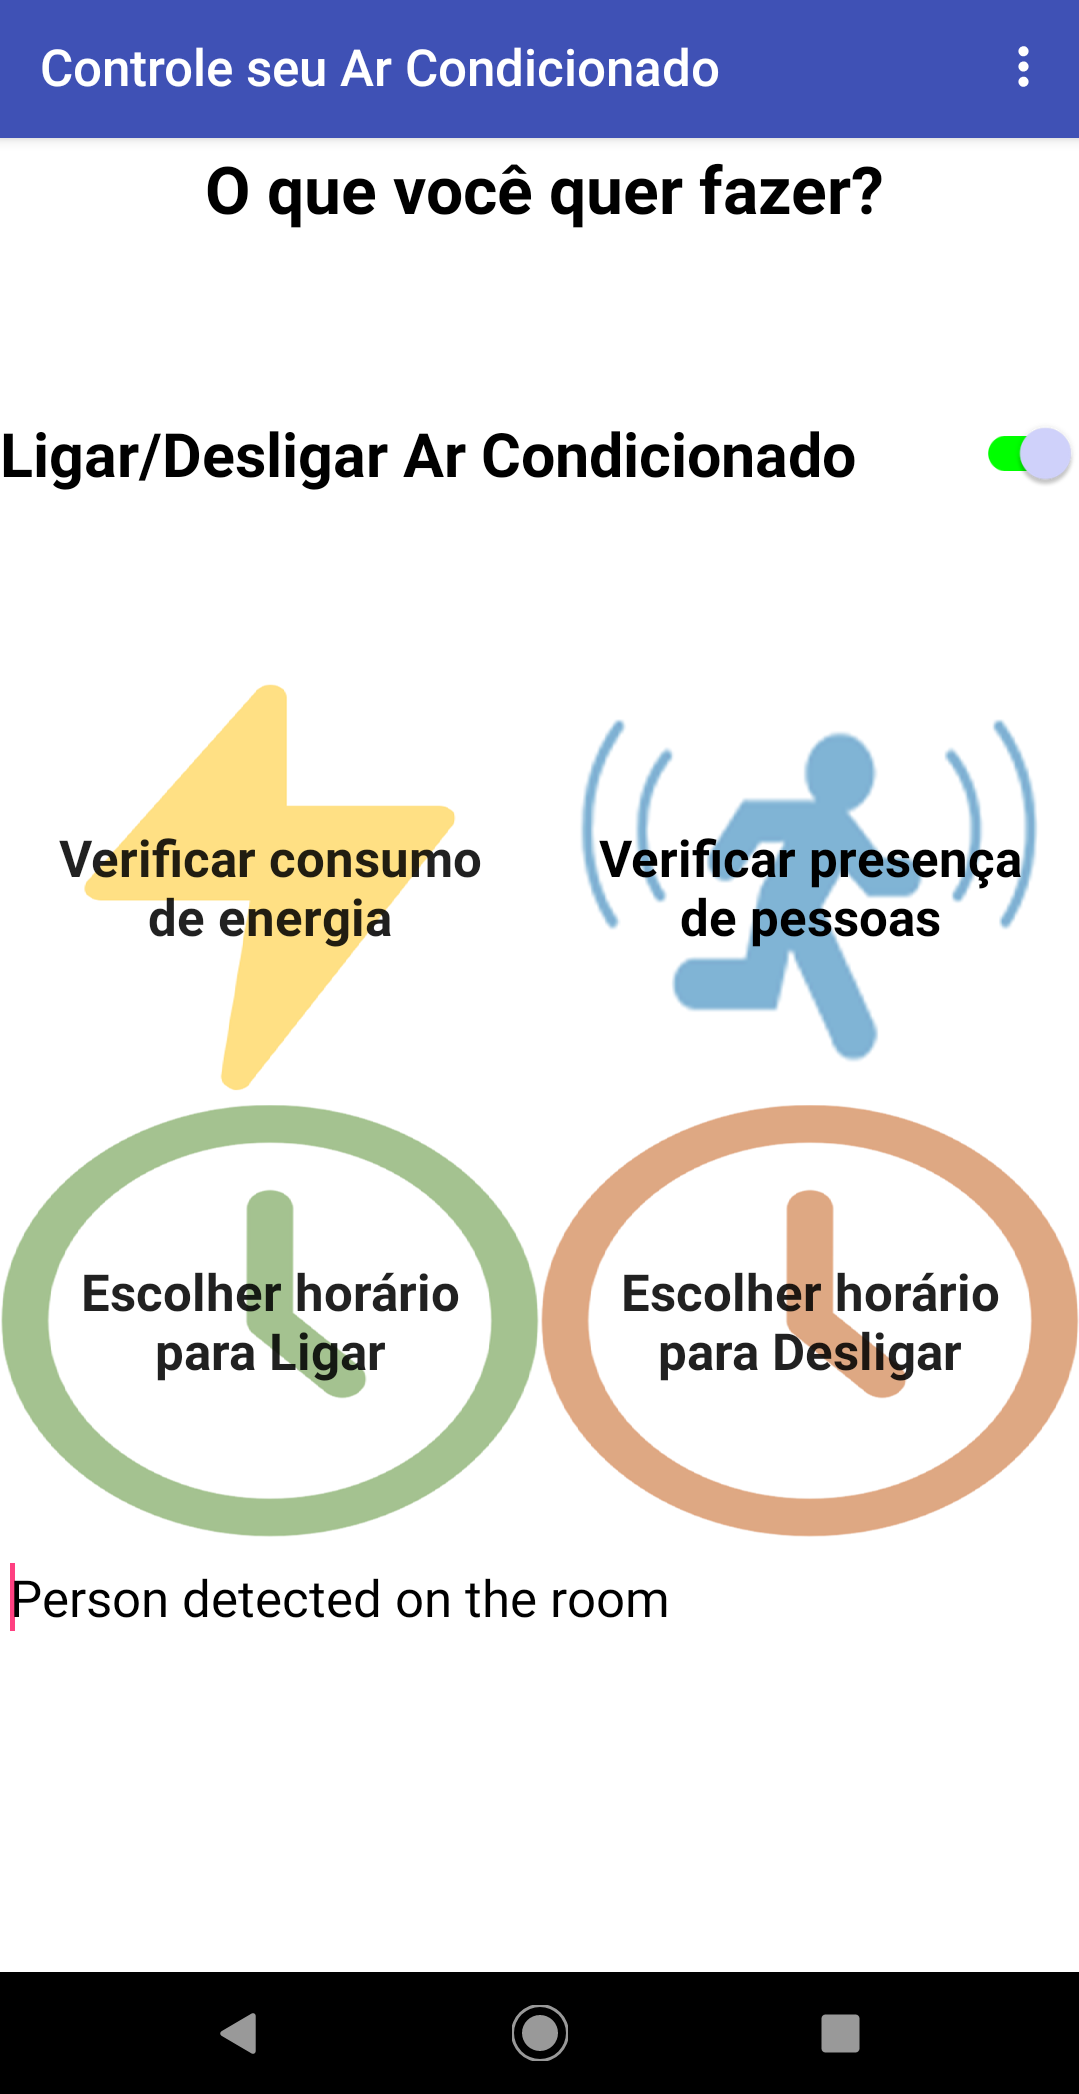 Controle seu Ar Condicionado
O que você quer fazer?
Ligar/Desligar Ar Condicionado
Verificar consumo
de energia
Verificar presença
de pessoas
Escolher horário
para Ligar
Escolher horário
para Desligar
Person detected on the room